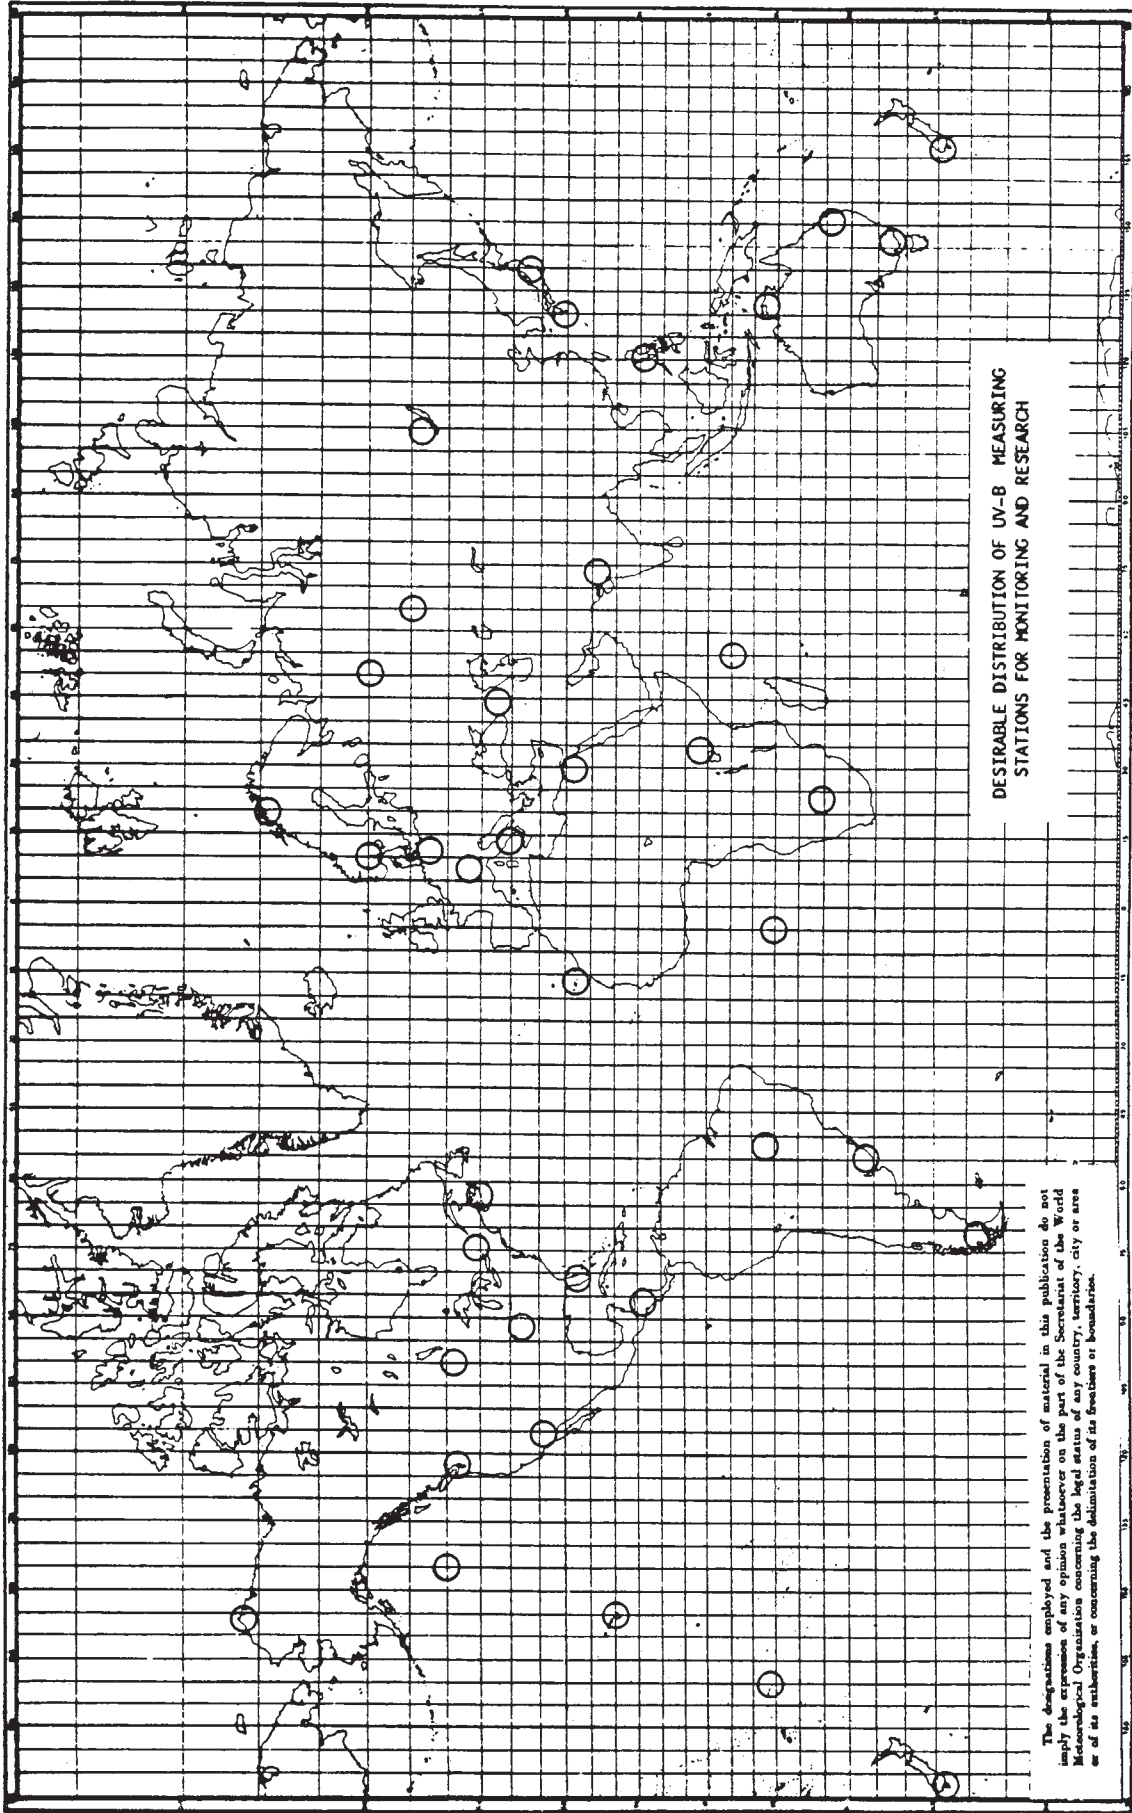 DESIRABLE DISTRIBUTION OF UV-B MEASURING
STATIONS FOR MONITORING AND RESEARCH
The designations employed and the presentation of material in this publication do not
imply the expression of any opinion whatsoever on the part of the Secretariat of the World
Meteorological Organization concerning the legal status of any country, territory, city or area
or of its authorities, or concerning the delimitation of its frontiers or boundaries.